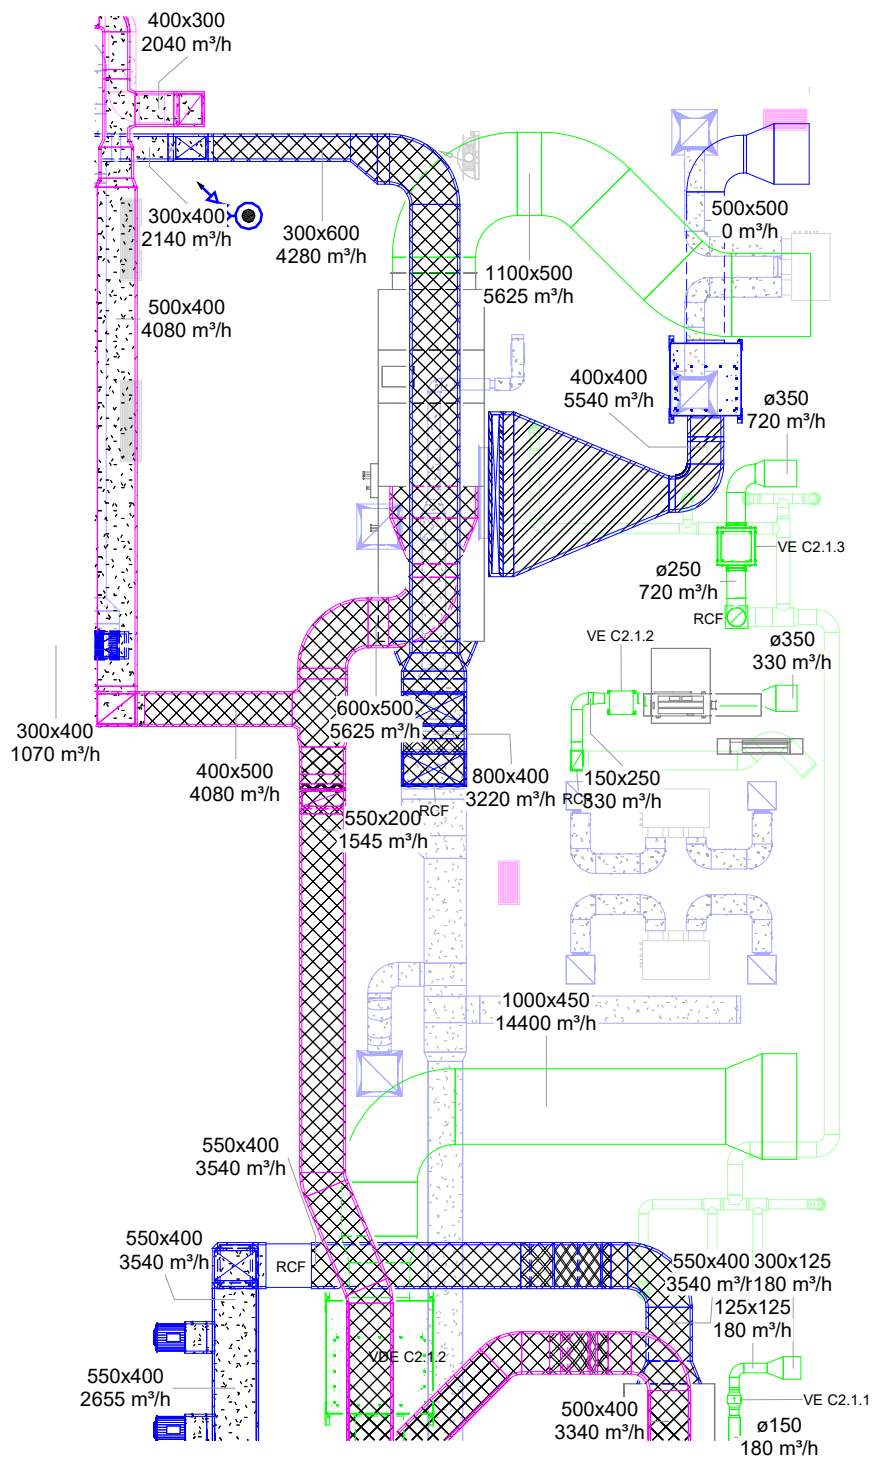 400x300
2040 m³/h
300x400
2140 m³/h
300x600
4280 m³/h
500x500
0 m³/h
1100x500
5625 m³/h
500x400
4080 m³/h
400x400
5540 m³/h
ø350
720 m³/h
VE C2.1.3
ø250
720 m³/h
RCF
VE C2.1.2
ø350
330 m³/h
300x400
1070 m³/h
600x500
5625 m³/h
400x500
4080 m³/h
800x400
3220 m³/h
150x250
330 m³/h
RCF
550x200
1545 m³/h
RCF
1000x450
14400 m³/h
550x400
3540 m³/h
550x400
3540 m³/h
RCF
550x400
3540 m³/h
300x125
180 m³/h
125x125
180 m³/h
VDE C2.1.2
550x400
2655 m³/h
500x400
3340 m³/h
VE C2.1.1
ø150
180 m³/h